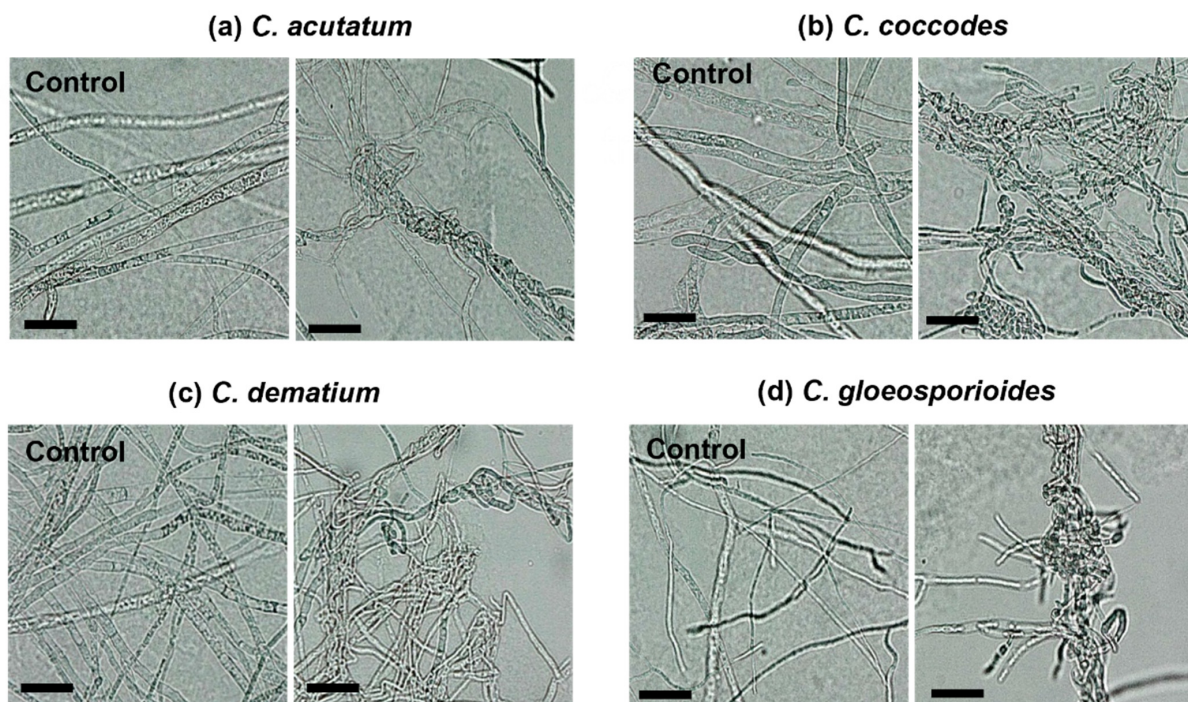 (a) C. acutatum
(b) C. coccodes
Control
Control
(c) C. dematium
(d) C. gloeosporioides
Control
Control